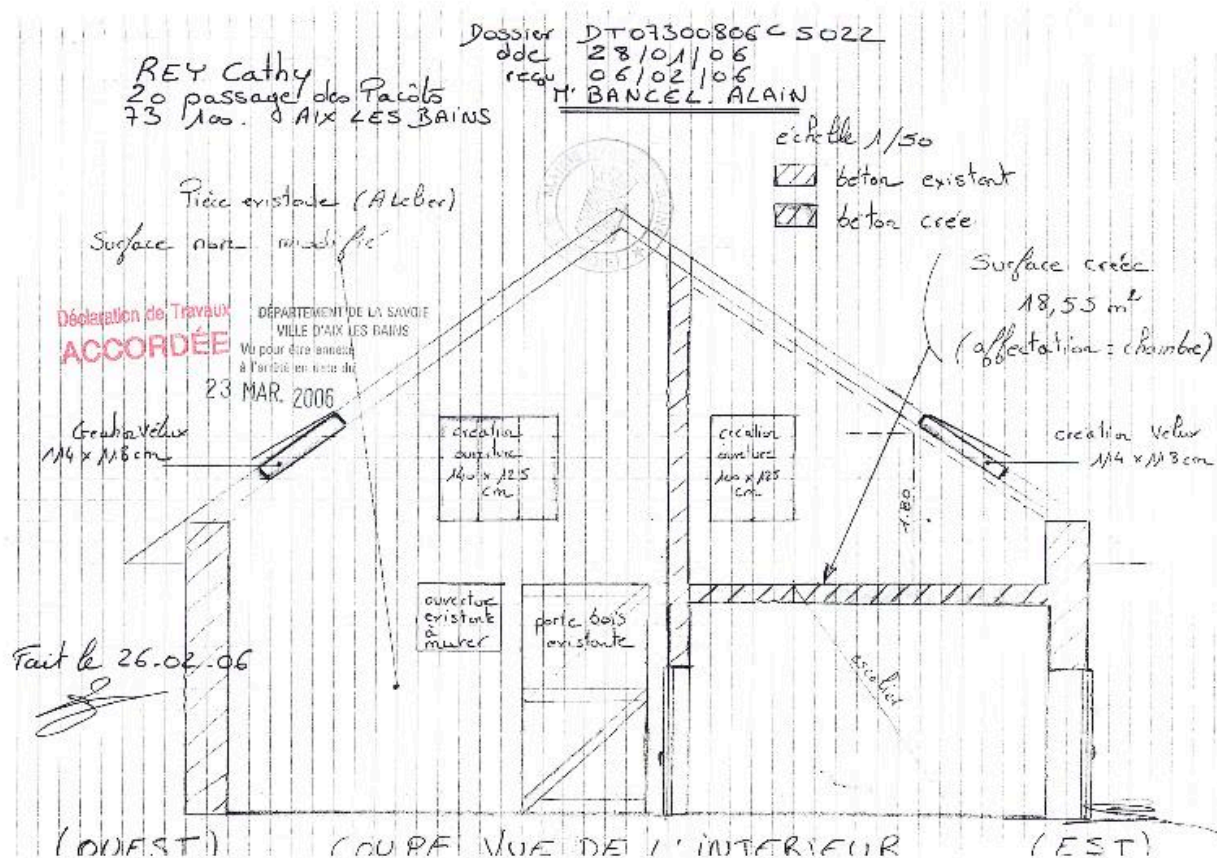 Dossier DT07300806C5022
ddc 28/01/06
reçu 06/02/06
Mr BANCEL. ALAIN
REY Cathy
20 passage des Pacôts
73 100. AIX LES BAINS
échelle 1/50
béton existant
béton crée
Pièce existante (Atelier)
Surface non modifié
Surface créée
18,55 m²
(affectation = chambre)
Déclaration de Travaux
ACCORDÉE
DÉPARTEMENT DE LA SAVOIE
VILLE D'AIX LES BAINS
Vu pour être annexé
à l'arrêté en date du
23 MAR. 2006
Création Vélux
114 x 118 cm
création
ouverture
140 x 125
cm
création
ouverture
100 x 125
cm
création Velux
114 x 118 cm
1.80
ouverture
existante
à
murer
porte bois
existante
escalier
Fait le 26.02.06
(OUEST) COUPE VUE DE L'INTERIEUR (EST)